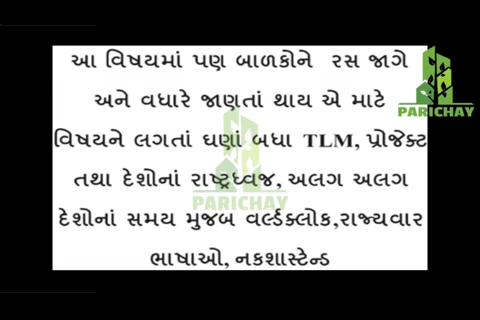 આ વિષયમાં પણ બાળકોને રસ જાગે
અને વધારે જાણતાં થાય એ માટે
વિષયને લગતાં ઘણાં બધા TLM, પ્રોજેક્ટ
તથા દેશોનાં રાષ્ટ્રધ્વજ, અલગ અલગ
દેશોનાં સમય મુજબ વર્લ્ડક્લોક,રાજ્યવાર
ભાષાઓ, નકશાસ્ટેન્ડ
PARICHAY
PARICHAY